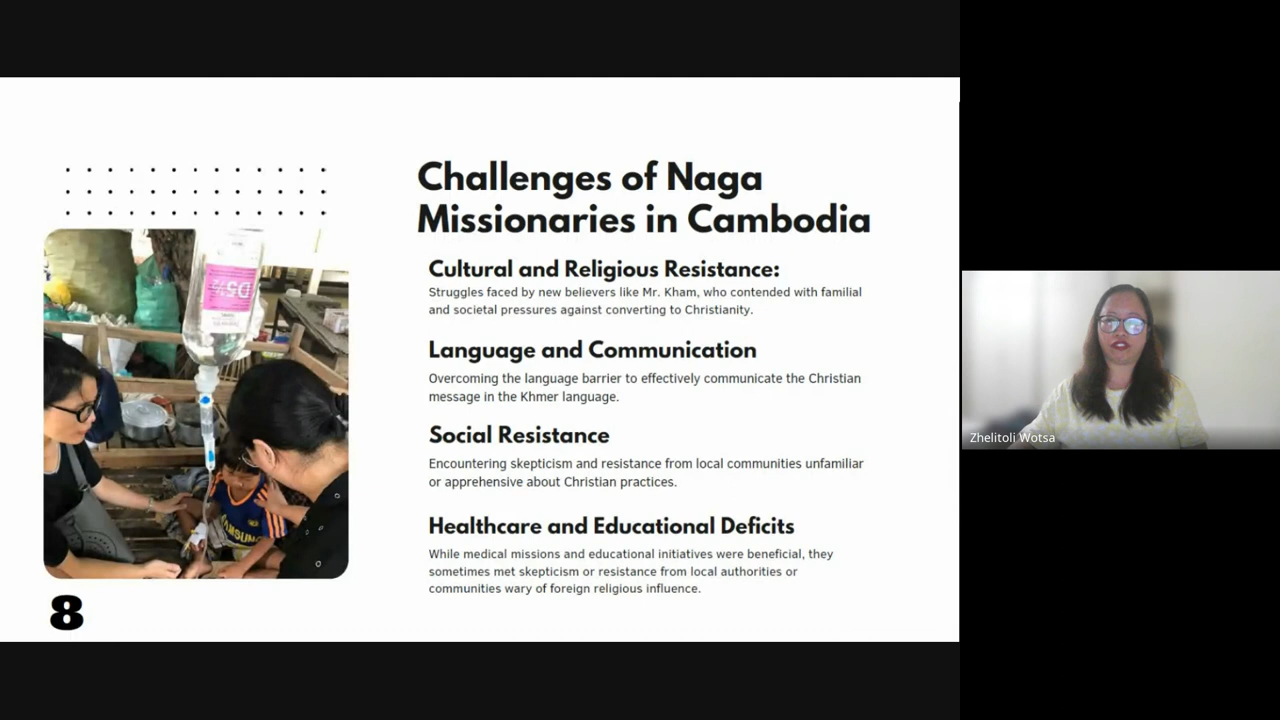 Challenges of Naga
Missionaries in Cambodia
Cultural and Religious Resistance:
Struggles faced by new believers like Mr. Kham, who contended with familial
and societal pressures against converting to Christianity.
Language and Communication
Overcoming the language barrier to effectively communicate the Christian
message in the Khmer language.
Social Resistance
Encountering skepticism and resistance from local communities unfamiliar
or apprehensive about Christian practices.
Healthcare and Educational Deficits
While medical missions and educational initiatives were beneficial, they
sometimes met skepticism or resistance from local authorities or
communities wary of foreign religious influence.
8
SAMSUNG
Zhelitoli Wotsa